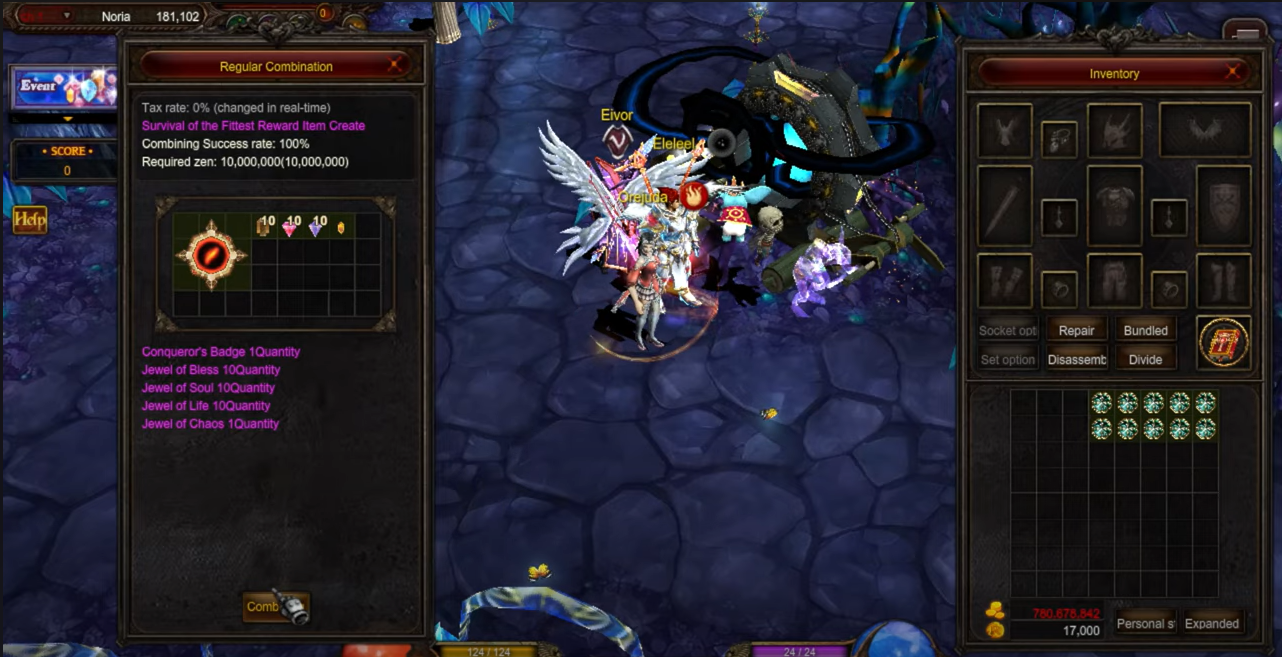 Noria 181,102
0
Regular Combination
Tax rate: 0% (changed in real-time)
Survival of the Fittest Reward Item Create
Combining Success rate: 100%
Required zen: 10,000,000(10,000,000)
10 10 10
Conqueror's Badge 1Quantity
Jewel of Bless 10Quantity
Jewel of Soul 10Quantity
Jewel of Life 10Quantity
Jewel of Chaos 1Quantity
Comb
Event
• SCORE •
0
Help
Eivor
Eleleel
Orejuda
124 / 124
24 / 24
Inventory
Socket opt Repair Bundled
Set option Disassemb Divide
780,678,842
17,000
Personal s Expanded